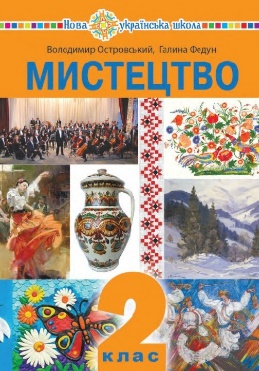 Нова українська школа
Володимир Островський, Галина Федун
МИСТЕЦТВО
2
клас